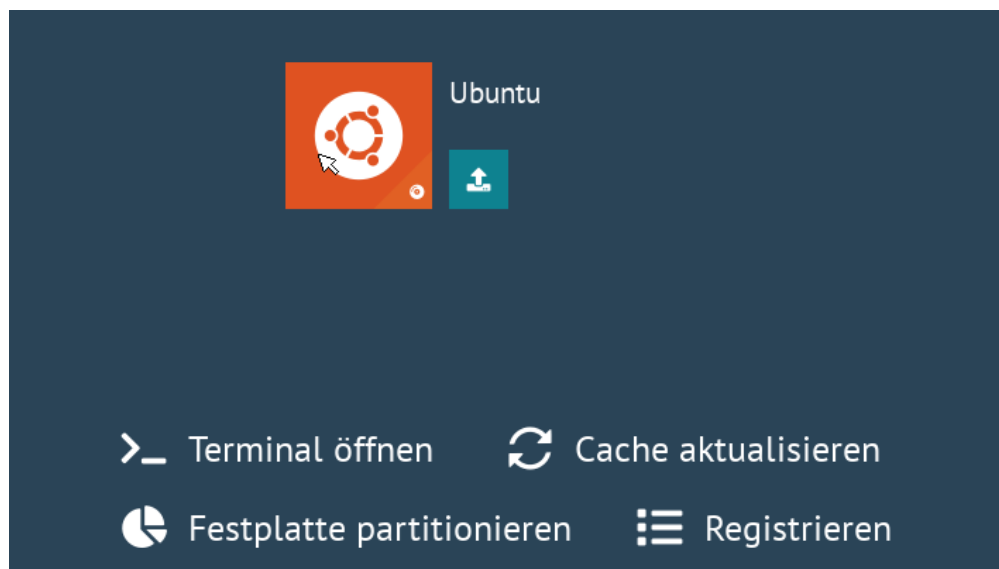 Ubuntu
Terminal öffnen
Cache aktualisieren
Festplatte partitionieren
Registrieren